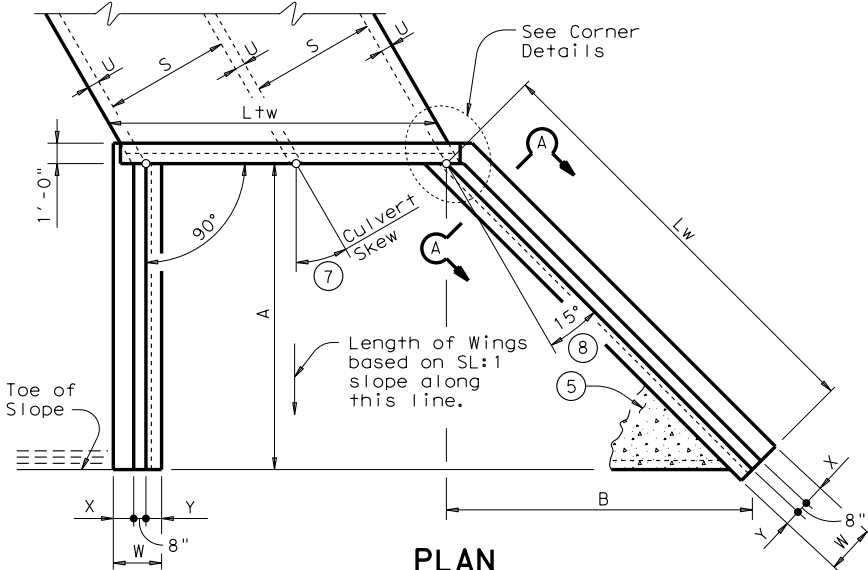 See Corner
Details
U
S
U
S
U
Ltw
A
1'-0"
90°
Culvert
Skew
7
A
Lw
A
15°
8
Length of Wings
based on SL:1
slope along
this line.
5
Toe of
Slope
B
X
Y
8"
W
X
8"
Y
W
PLAN